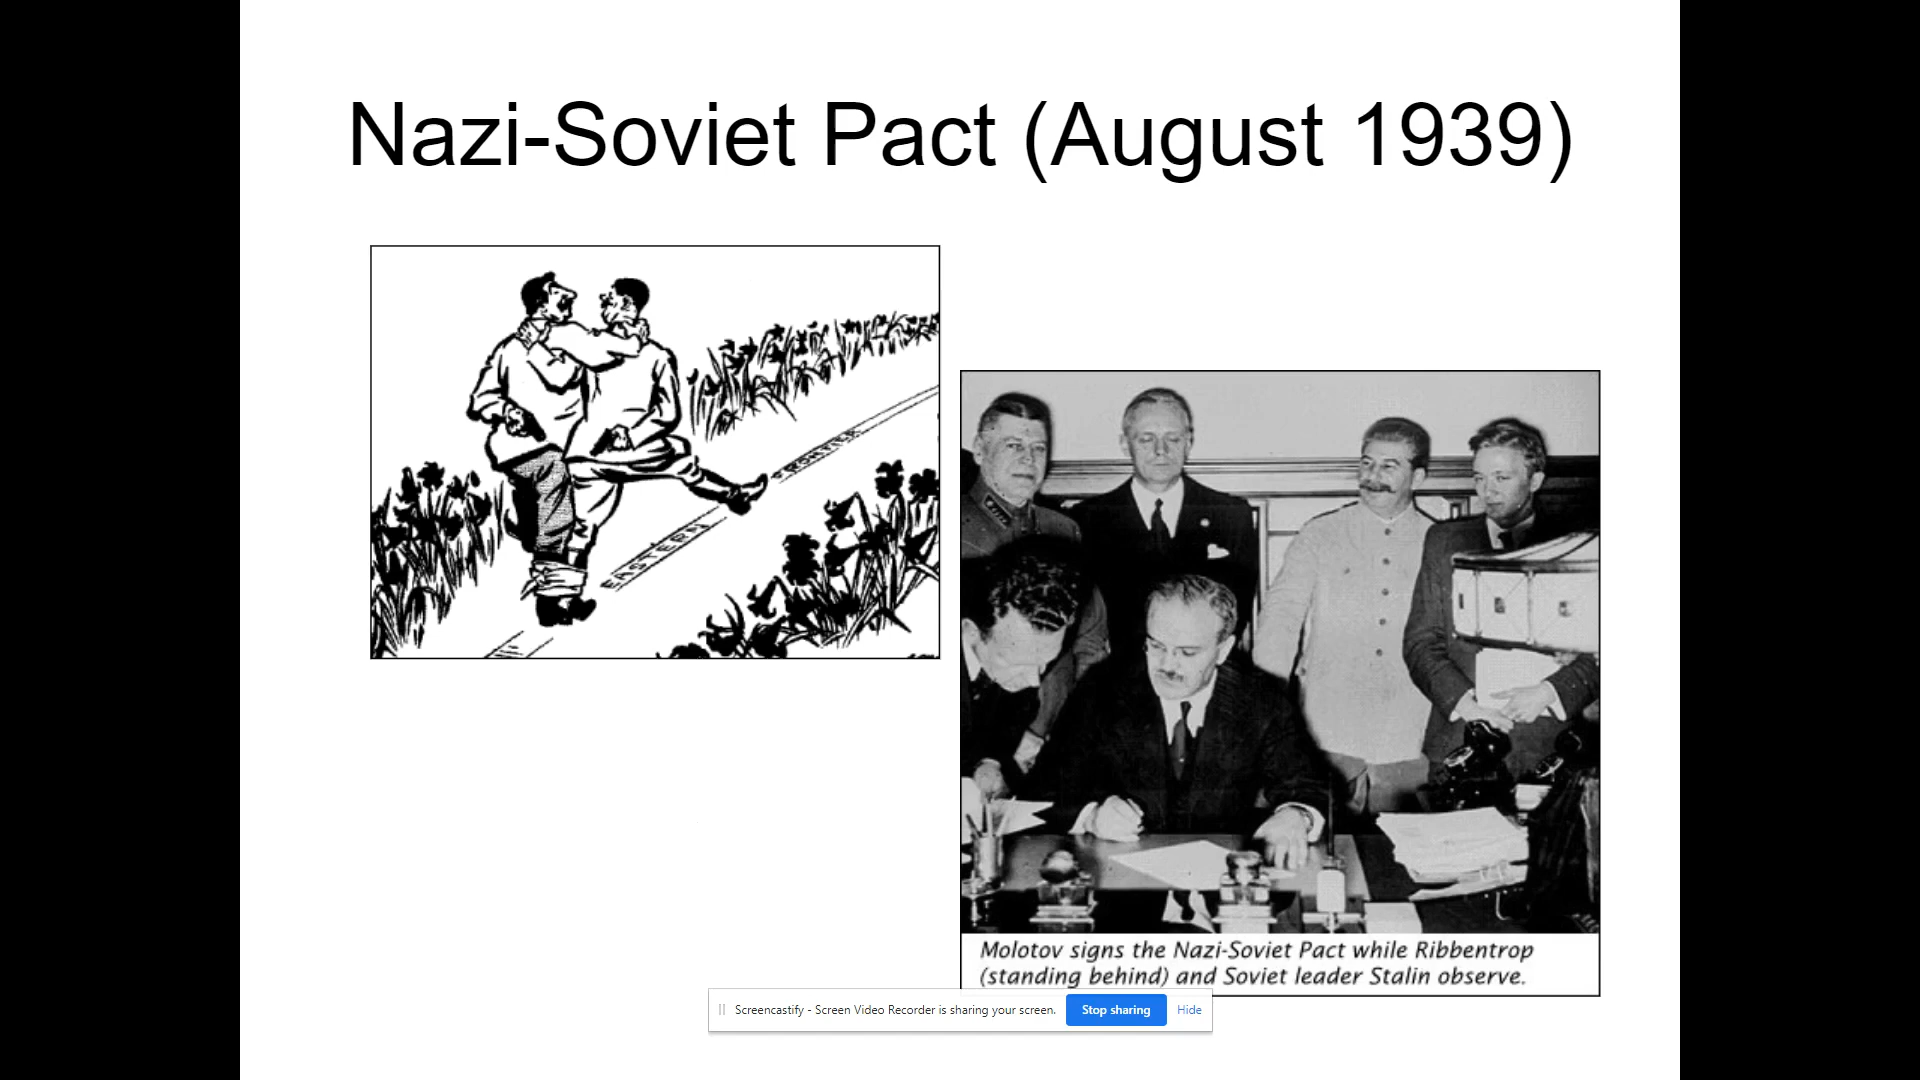 Nazi-Soviet Pact (August 1939)
FRONTIER
EASTERN
Molotov signs the Nazi-Soviet Pact while Ribbentrop
(standing behind) and Soviet leader Stalin observe.
Screencastify - Screen Video Recorder is sharing your screen.
Stop sharing
Hide